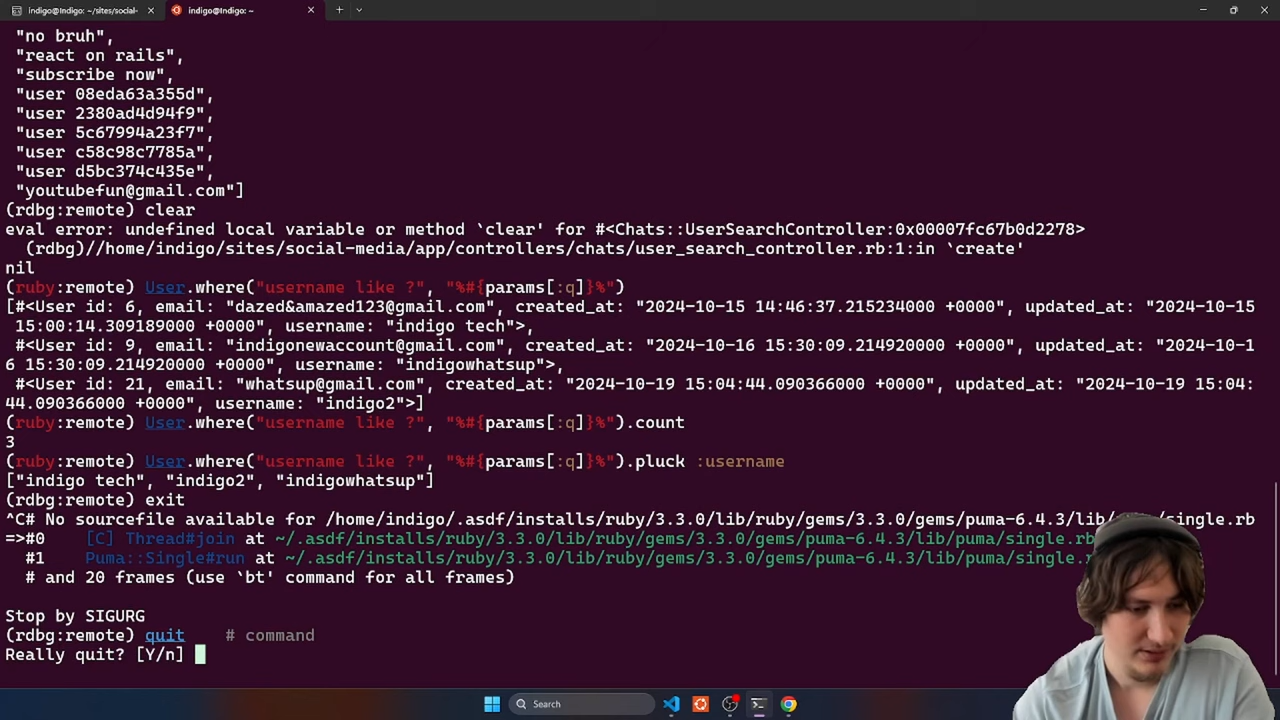 indigo@Indigo: ~/sites/social-
indigo@Indigo: ~
"no bruh",
"react on rails",
"subscribe now",
"user 08eda63a355d",
"user 2380ad4d94f9",
"user 5c67994a23f7",
"user c58c98c7785a",
"user d5bc374c435e",
"youtubefun@gmail.com"]
(rdbg:remote) clear
eval error: undefined local variable or method `clear' for #<Chats::UserSearchController:0x00007fc67b0d2278>
(rdbg)//home/indigo/sites/social-media/app/controllers/chats/user_search_controller.rb:1:in `create'
nil
(ruby:remote) User.where("username like ?", "%#{params[:q]}%")
[#<User id: 6, email: "dazed&amazed123@gmail.com", created_at: "2024-10-15 14:46:37.215234000 +0000", updated_at: "2024-10-15
15:00:14.309189000 +0000", username: "indigo tech">,
#<User id: 9, email: "indigonewaccount@gmail.com", created_at: "2024-10-16 15:30:09.214920000 +0000", updated_at: "2024-10-1
6 15:30:09.214920000 +0000", username: "indigowhatsup">,
#<User id: 21, email: "whatsup@gmail.com", created_at: "2024-10-19 15:04:44.090366000 +0000", updated_at: "2024-10-19 15:04:
44.090366000 +0000", username: "indigo2">]
(ruby:remote) User.where("username like ?", "%#{params[:q]}%").count
3
(ruby:remote) User.where("username like ?", "%#{params[:q]}%").pluck :username
["indigo tech", "indigo2", "indigowhatsup"]
(rdbg:remote) exit
^C# No sourcefile available for /home/indigo/.asdf/installs/ruby/3.3.0/lib/ruby/gems/3.3.0/gems/puma-6.4.3/lib/puma/single.rb
=>#0 [C] Thread#join at ~/.asdf/installs/ruby/3.3.0/lib/ruby/gems/3.3.0/gems/puma-6.4.3/lib/puma/single.rb
#1 Puma::Single#run at ~/.asdf/installs/ruby/3.3.0/lib/ruby/gems/3.3.0/gems/puma-6.4.3/lib/puma/single.r
# and 20 frames (use `bt' command for all frames)
Stop by SIGURG
(rdbg:remote) quit # command
Really quit? [Y/n]
Search